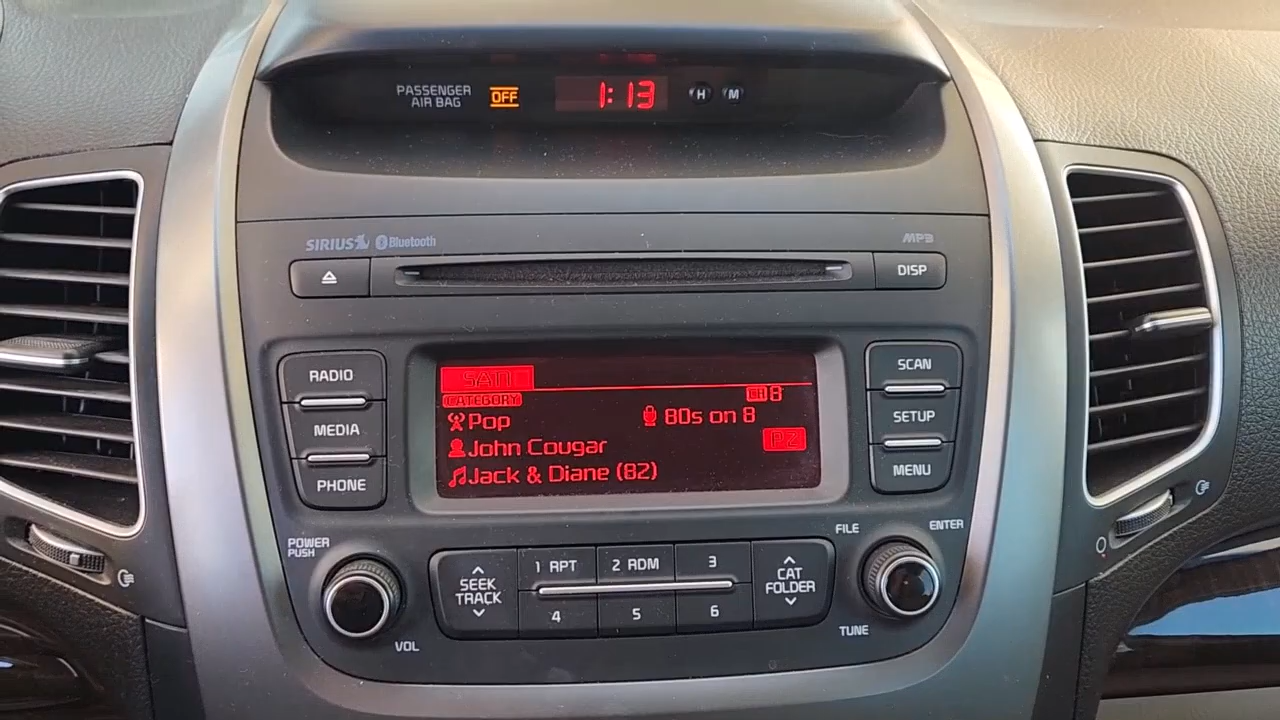 PASSENGER
AIR BAG
OFF
1:13
H
M
SIRIUS
Bluetooth
MP3
DISP
RADIO
MEDIA
PHONE
SAT1
CATEGORY
CH 8
Pop
80s on 8
John Cougar
P2
Jack & Diane (82)
SCAN
SETUP
MENU
POWER
PUSH
VOL
SEEK
TRACK
1 RPT
2 RDM
3
4
5
6
CAT
FOLDER
FILE
ENTER
TUNE